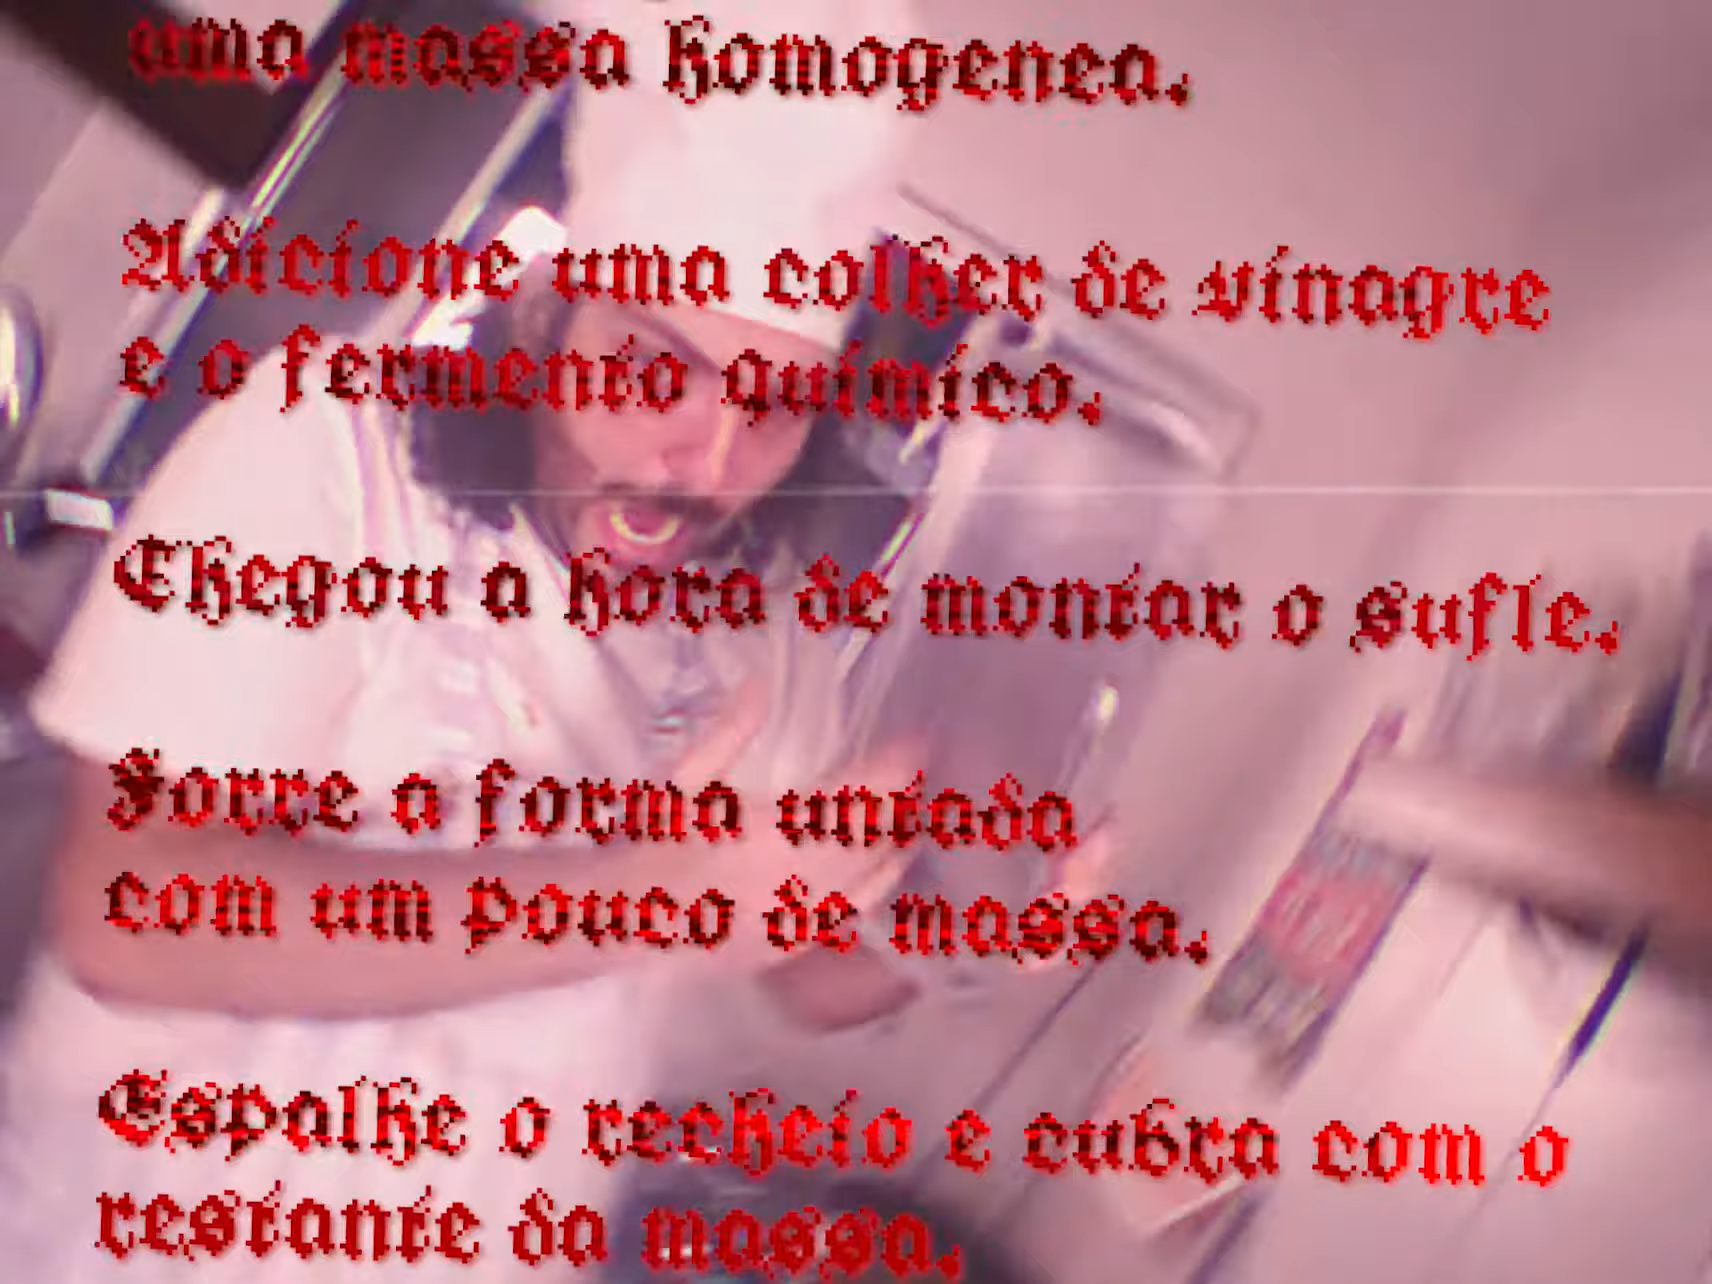 uma massa homogenea.
Adicione uma colher de vinagre
e o fermento químico.
Chegou a hora de montar o sufle.
Forre a forma untada
com um pouco de massa.
Espalhe o recheio e cubra com o
restante da massa.